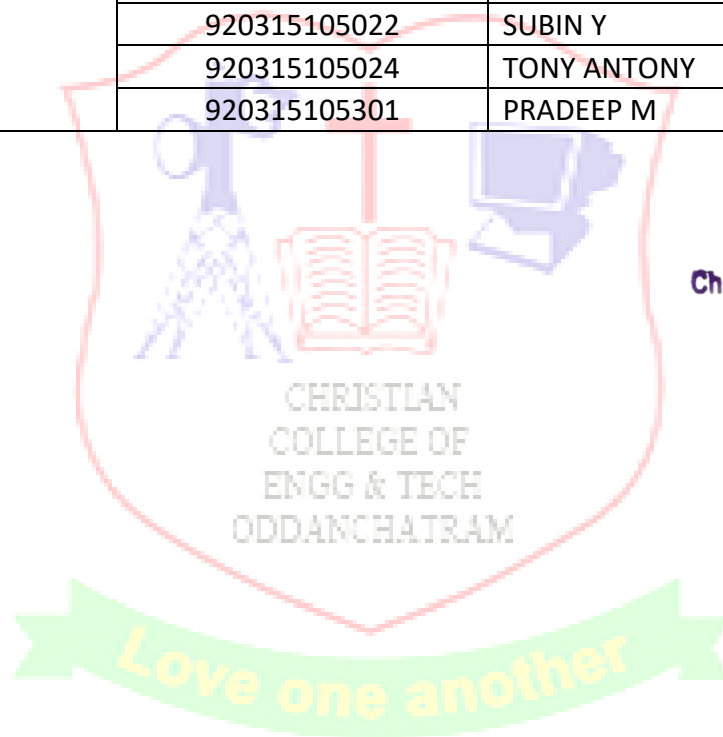 920315105022 SUBIN Y
920315105024 TONY ANTONY
920315105301 PRADEEP M
Ch
CHRISTIAN
COLLEGE OF
ENGG & TECH
ODDANCHATRAM
Love one another